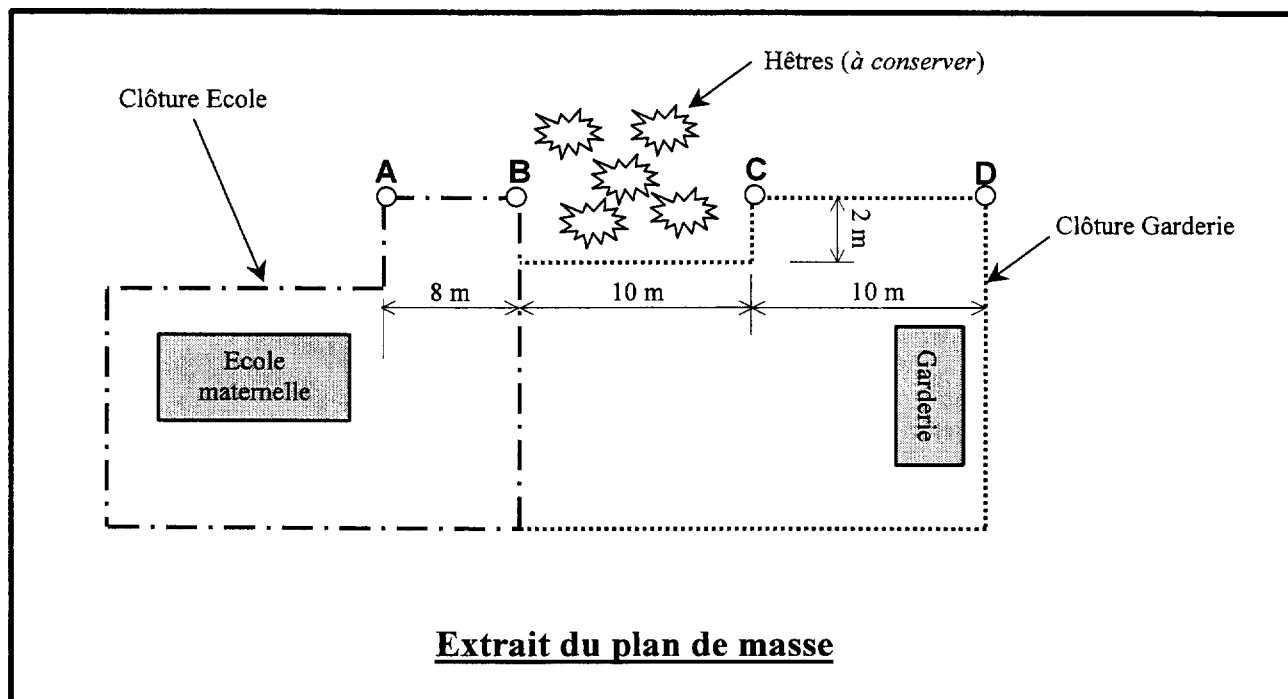 Hêtres (à conserver)
Clôture Ecole
A
B
C
D
2 m
Clôture Garderie
8 m
10 m
10 m
Ecole
maternelle
Garderie
Extrait du plan de masse